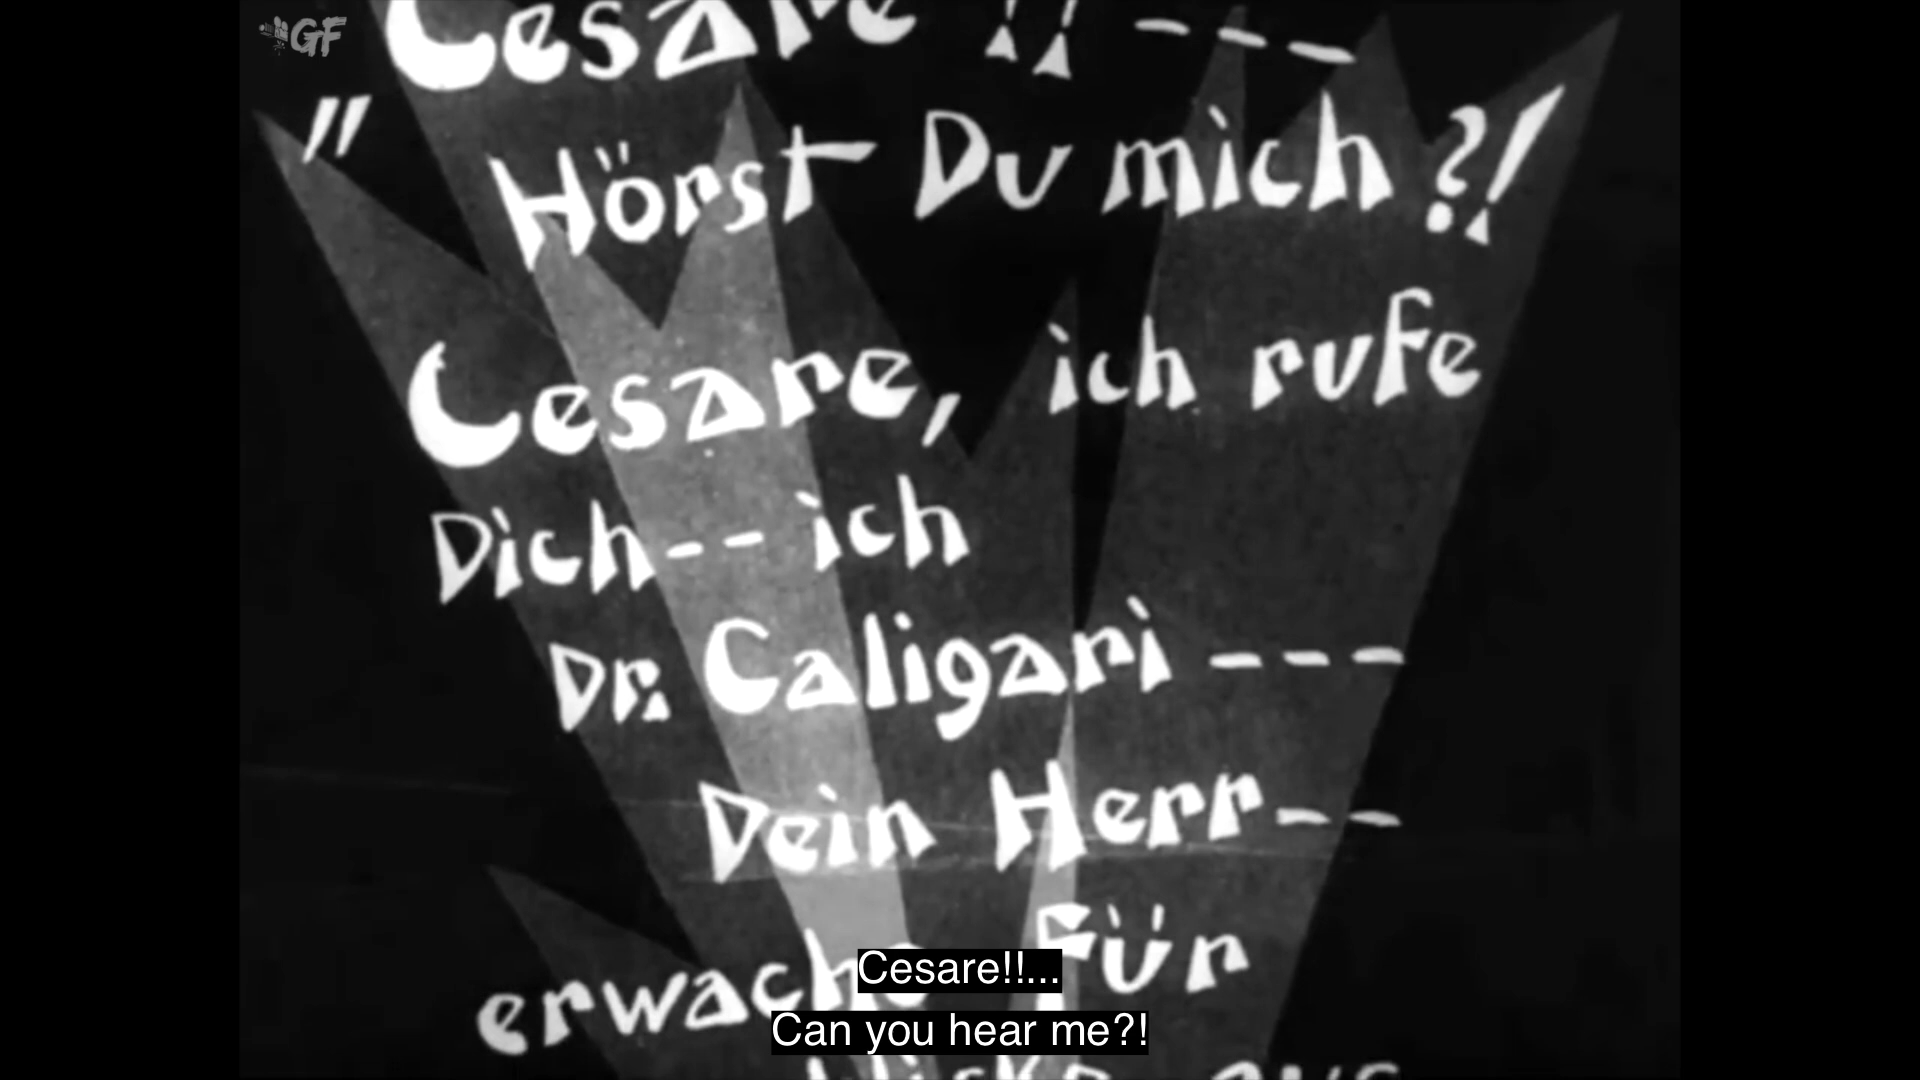 GF
Cesare !! ---
" Hörst Du mich ?!
Cesare, ich rufe
Dich -- ich
Dr. Caligari ---
Dein Herr --
erwache Für
Cesare!!...
Can you hear me?!